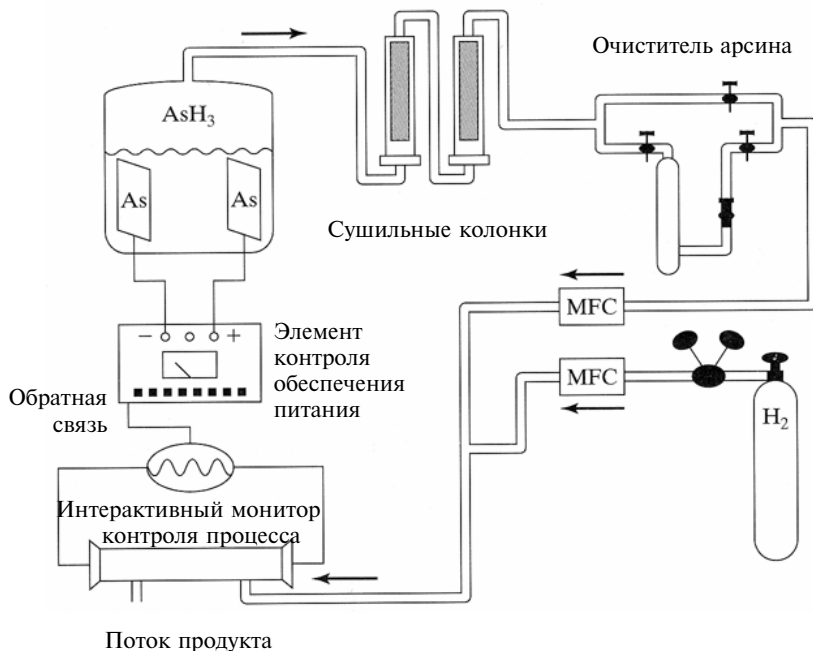 Очиститель арсина
AsH₃
As
As
Сушильные колонки
MFC
− +
Элемент
контроля
обеспечения
питания
MFC
H₂
Обратная
связь
Интерактивный монитор
контроля процесса
Поток продукта